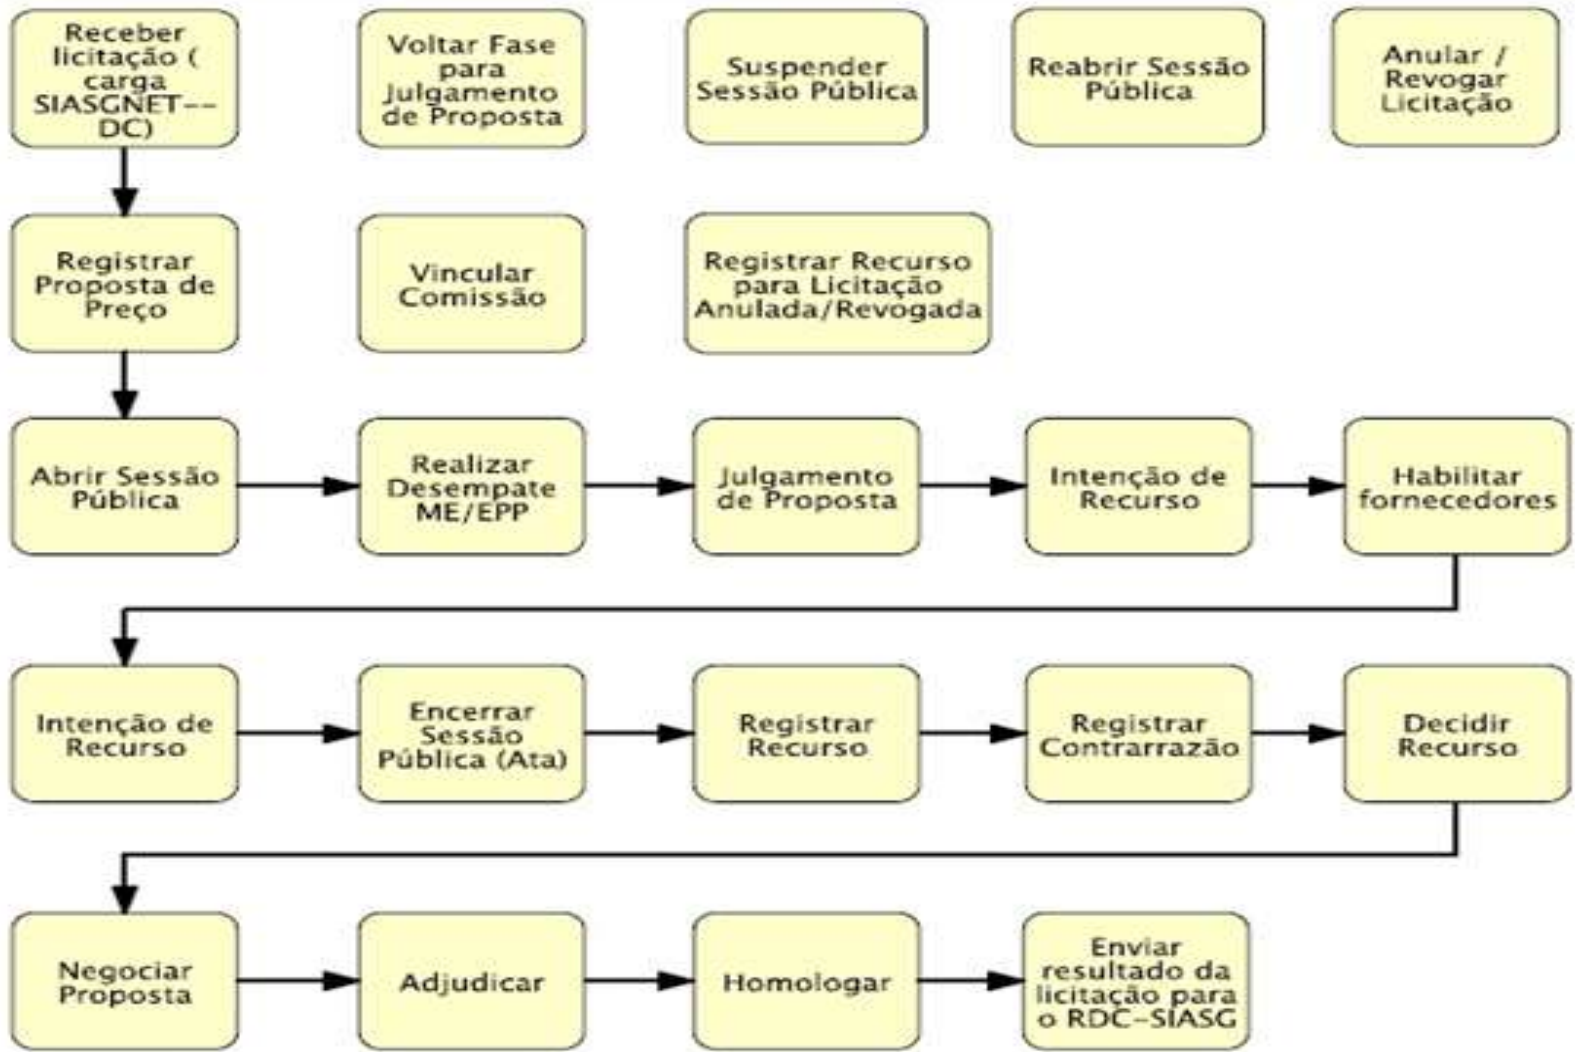 Receber
licitação (
carga
SIASGNET--
DC)
Voltar Fase
para
Julgamento
de Proposta
Suspender
Sessão Pública
Reabrir Sessão
Pública
Anular /
Revogar
Licitação
Registrar
Proposta de
Preço
Vincular
Comissão
Registrar Recurso
para Licitação
Anulada/Revogada
Abrir Sessão
Pública
Realizar
Desempate
ME/EPP
Julgamento
de Proposta
Intenção de
Recurso
Habilitar
fornecedores
Intenção de
Recurso
Encerrar
Sessão
Pública (Ata)
Registrar
Recurso
Registrar
Contrarrazão
Decidir
Recurso
Negociar
Proposta
Adjudicar
Homologar
Enviar
resultado da
licitação para
o RDC-SIASG